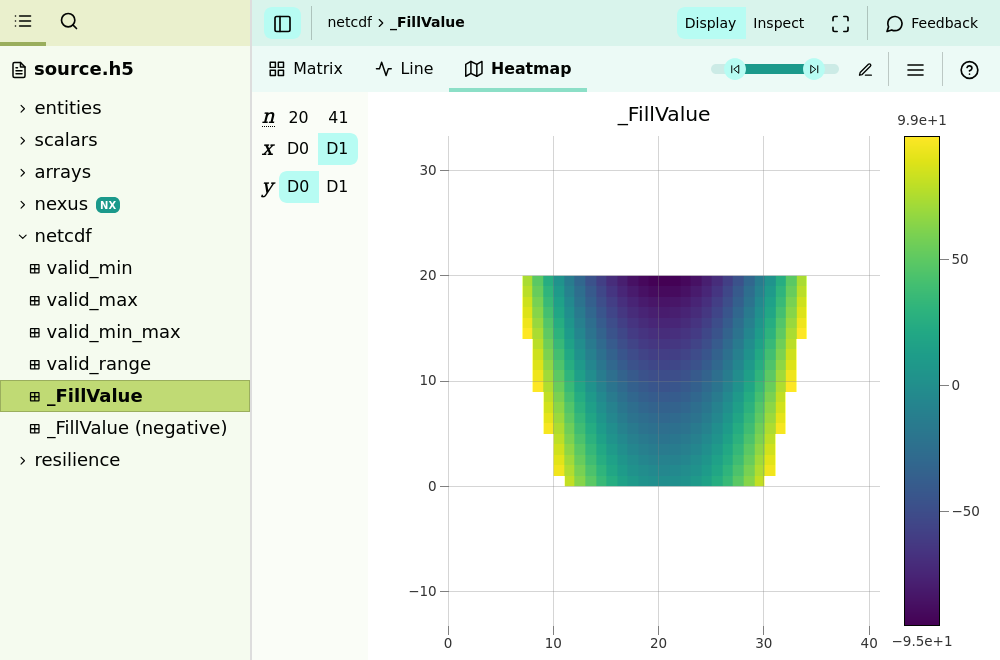 netcdf › _FillValue
Display
Inspect
Feedback
source.h5
entities
scalars
arrays
nexus NX
netcdf
valid_min
valid_max
valid_min_max
valid_range
_FillValue
_FillValue (negative)
resilience
Matrix
Line
Heatmap
n 20 41
x D0 D1
y D0 D1
_FillValue
30
20
10
0
−10
0 10 20 30 40
9.9e+1
50
0
−50
−9.5e+1